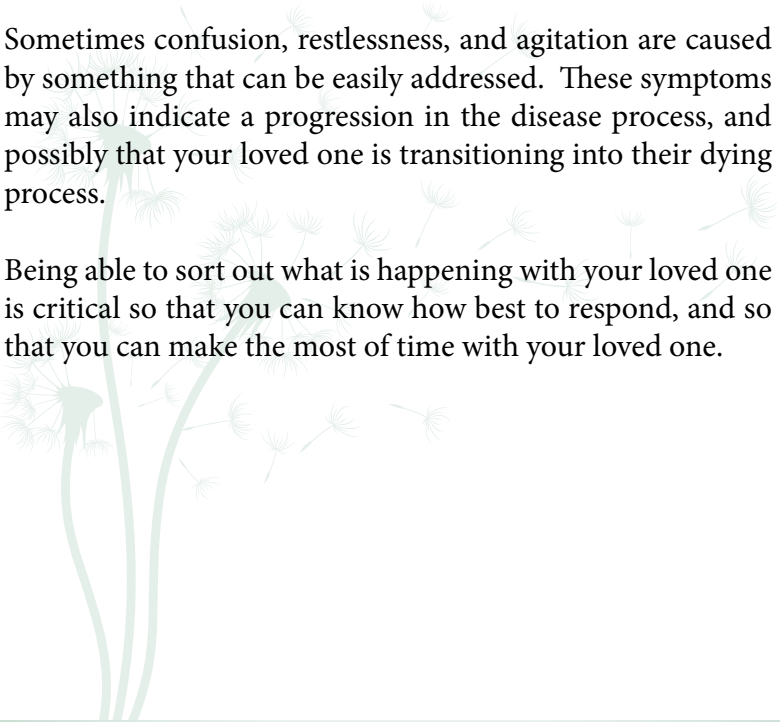 Sometimes confusion, restlessness, and agitation are caused
by something that can be easily addressed.  These symptoms
may also indicate a progression in the disease process, and
possibly that your loved one is transitioning into their dying
process.

Being able to sort out what is happening with your loved one
is critical so that you can know how best to respond, and so
that you can make the most of time with your loved one.